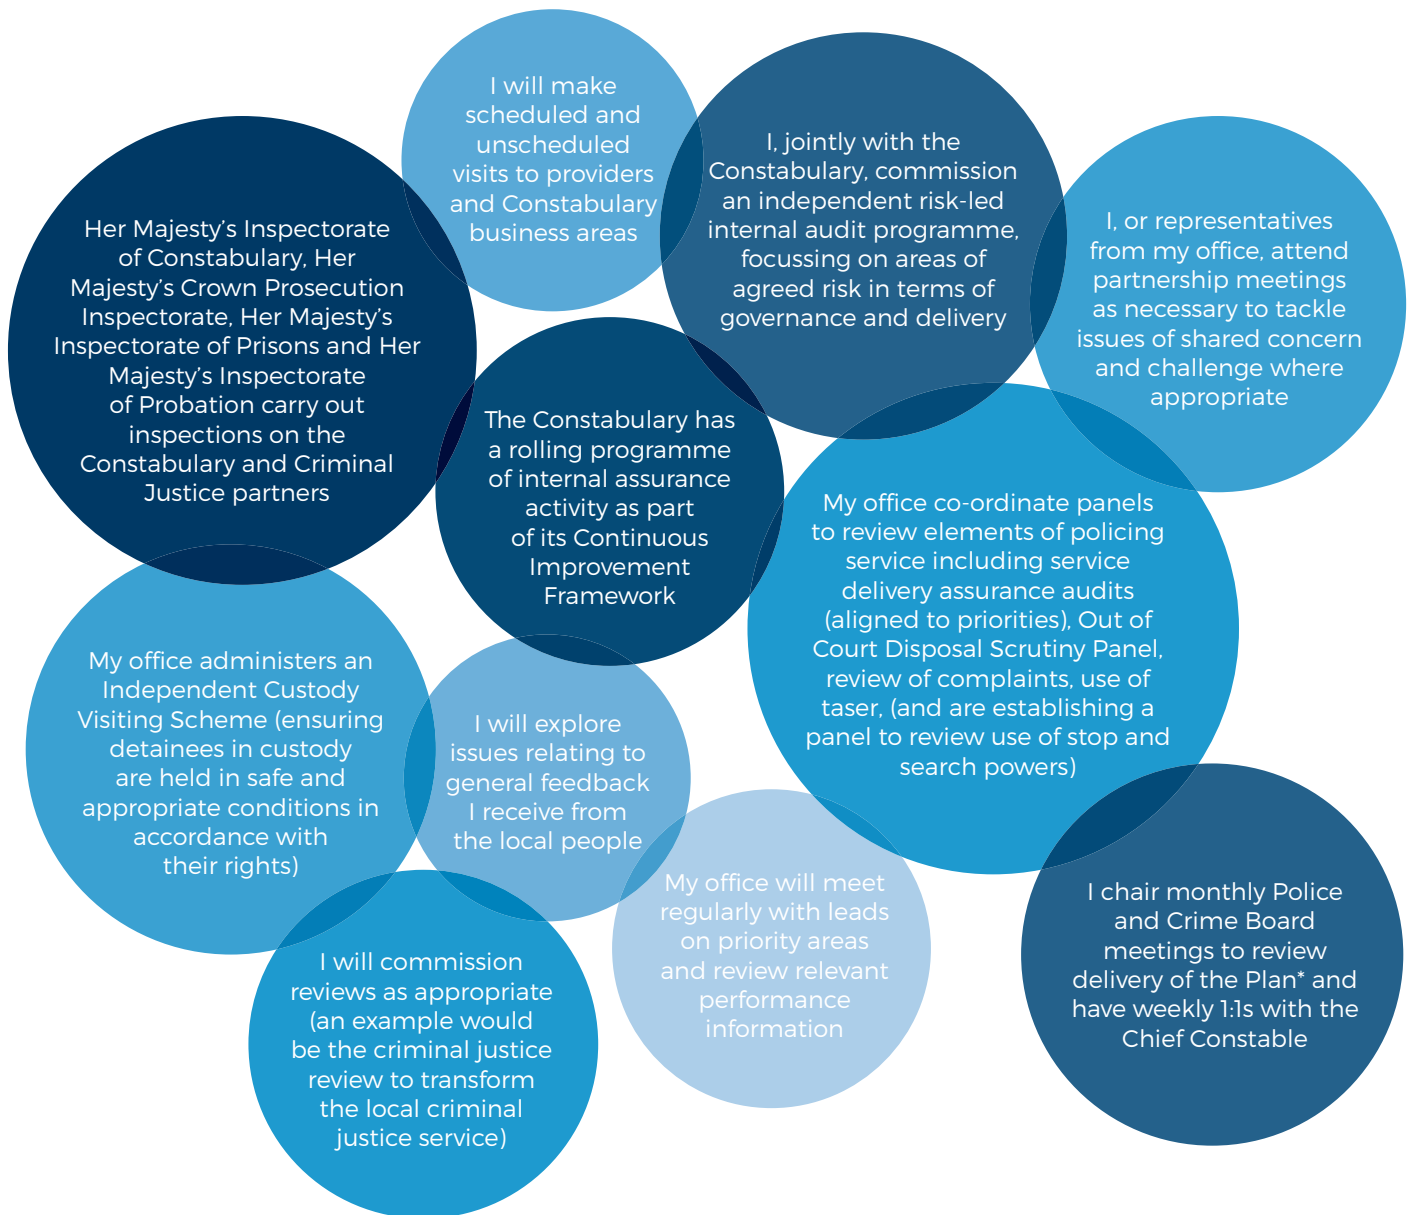 I will make
scheduled and
unscheduled
visits to providers
and Constabulary
business areas
I, jointly with the
Constabulary, commission
an independent risk-led
internal audit programme,
focussing on areas of
agreed risk in terms of
governance and delivery
I, or representatives
from my office, attend
partnership meetings
as necessary to tackle
issues of shared concern
and challenge where
appropriate
Her Majesty’s Inspectorate
of Constabulary, Her
Majesty’s Crown Prosecution
Inspectorate, Her Majesty’s
Inspectorate of Prisons and Her
Majesty’s Inspectorate
of Probation carry out
inspections on the
Constabulary and Criminal
Justice partners
The Constabulary has
a rolling programme
of internal assurance
activity as part
of its Continuous
Improvement
Framework
My office co-ordinate panels
to review elements of policing
service including service
delivery assurance audits
(aligned to priorities), Out of
Court Disposal Scrutiny Panel,
review of complaints, use of
taser, (and are establishing a
panel to review use of stop and
search powers)
My office administers an
Independent Custody
Visiting Scheme (ensuring
detainees in custody
are held in safe and
appropriate conditions in
accordance with
their rights)
I will explore
issues relating to
general feedback
I receive from
the local people
My office will meet
regularly with leads
on priority areas
and review relevant
performance
information
I chair monthly Police
and Crime Board
meetings to review
delivery of the Plan* and
have weekly 1:1s with the
Chief Constable
I will commission
reviews as appropriate
(an example would
be the criminal justice
review to transform
the local criminal
justice service)